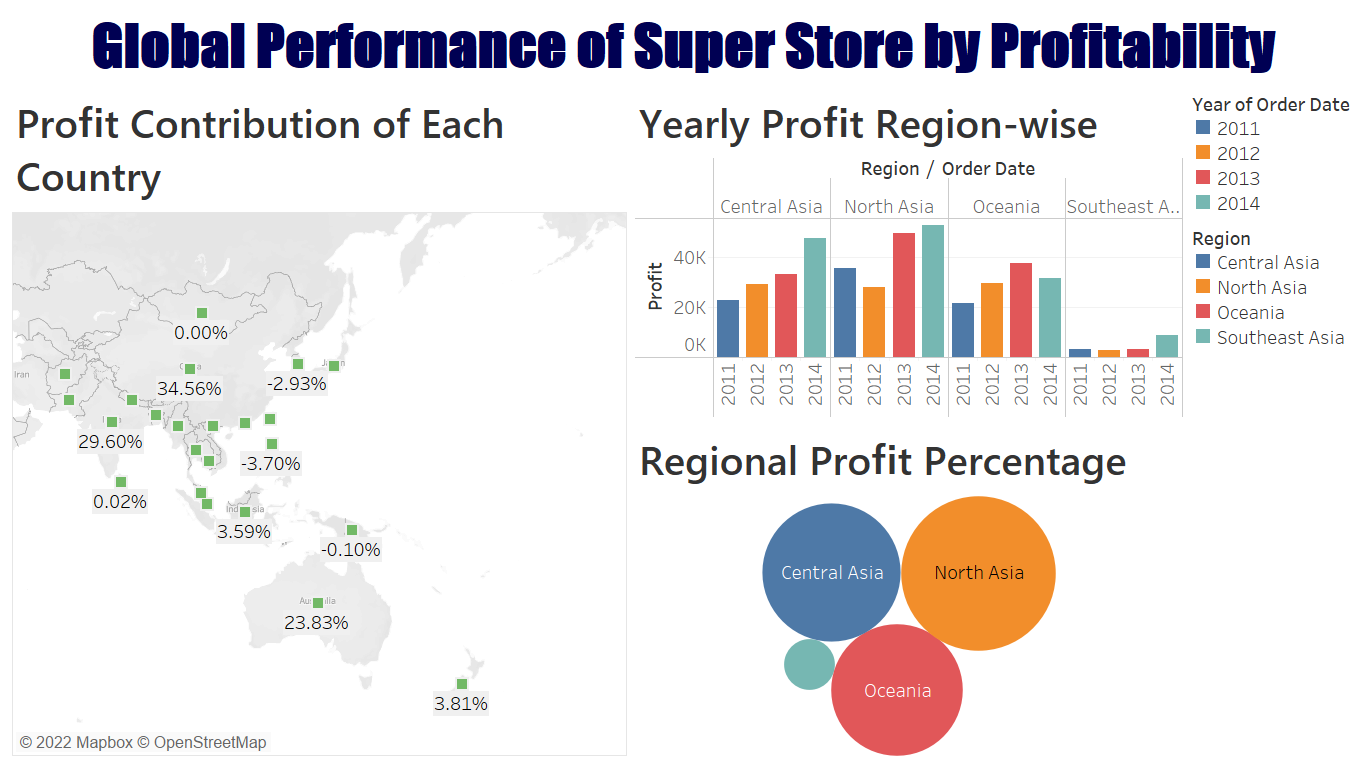 Global Performance of Super Store by Profitability
Profit Contribution of Each
Country
0.00%
Iran
34.56%
-2.93%
29.60%
-3.70%
0.02%
3.59%
-0.10%
23.83%
3.81%
© 2022 Mapbox © OpenStreetMap
Yearly Profit Region-wise
Region / Order Date
Central Asia North Asia Oceania Southeast A..
Profit
40K
20K
0K
2011 2012 2013 2014 2011 2012 2013 2014 2011 2012 2013 2014 2011 2012 2013 2014
Year of Order Date
2011
2012
2013
2014
Region
Central Asia
North Asia
Oceania
Southeast Asia
Regional Profit Percentage
Central Asia
North Asia
Oceania